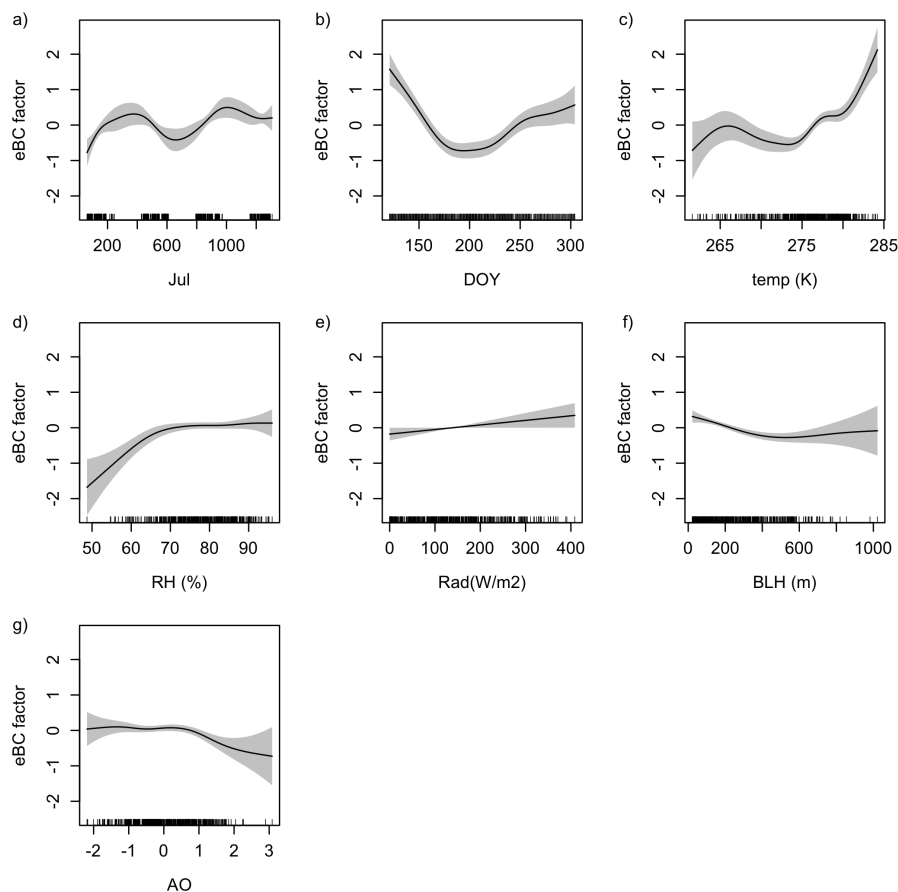 a)
eBC factor
2
1
0
-1
-2
200 600 1000
Jul
b)
eBC factor
2
1
0
-1
-2
150 200 250 300
DOY
c)
eBC factor
2
1
0
-1
-2
265 275 285
temp (K)
d)
eBC factor
2
1
0
-1
-2
50 60 70 80 90
RH (%)
e)
eBC factor
2
1
0
-1
-2
0 100 200 300 400
Rad(W/m2)
f)
eBC factor
2
1
0
-1
-2
0 200 600 1000
BLH (m)
g)
eBC factor
2
1
0
-1
-2
-2 -1 0 1 2 3
AO